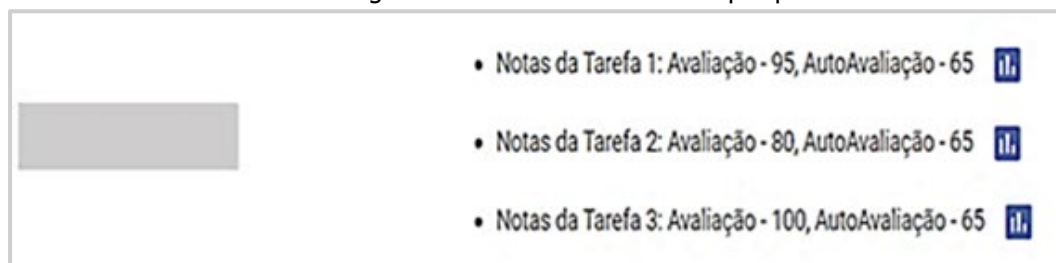 • Notas da Tarefa 1: Avaliação - 95, AutoAvaliação - 65
• Notas da Tarefa 2: Avaliação - 80, AutoAvaliação - 65
• Notas da Tarefa 3: Avaliação - 100, AutoAvaliação - 65